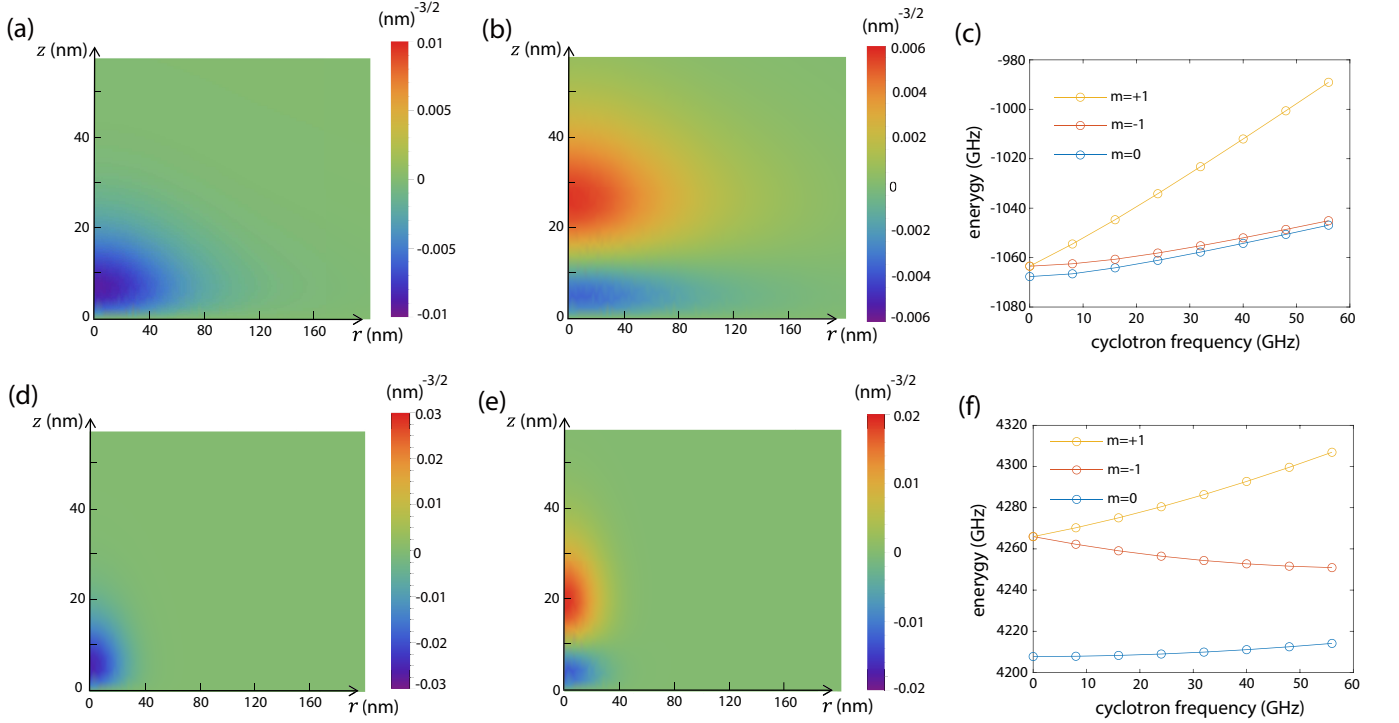 (a)
(nm)-3/2
z (nm)
0.01
0.005
0
-0.005
-0.01
40
20
0
0 40 80 120 160
r (nm)
(b)
(nm)-3/2
z (nm)
0.006
0.004
0.002
0
-0.002
-0.004
-0.006
40
20
0
0 40 80 120 160
r (nm)
(c)
-980
-1000
-1020
-1040
-1060
-1080
enerygy (GHz)
m=+1
m=-1
m=0
0 10 20 30 40 50 60
cyclotron frequency (GHz)
(d)
(nm)-3/2
z (nm)
0.03
0.02
0.01
0
-0.01
-0.02
-0.03
40
20
0
0 40 80 120 160
r (nm)
(e)
(nm)-3/2
z (nm)
0.02
0.01
0
-0.01
-0.02
40
20
0
0 40 80 120 160
r (nm)
(f)
4320
4300
4280
4260
4240
4220
4200
enerygy (GHz)
m=+1
m=-1
m=0
0 10 20 30 40 50 60
cyclotron frequency (GHz)